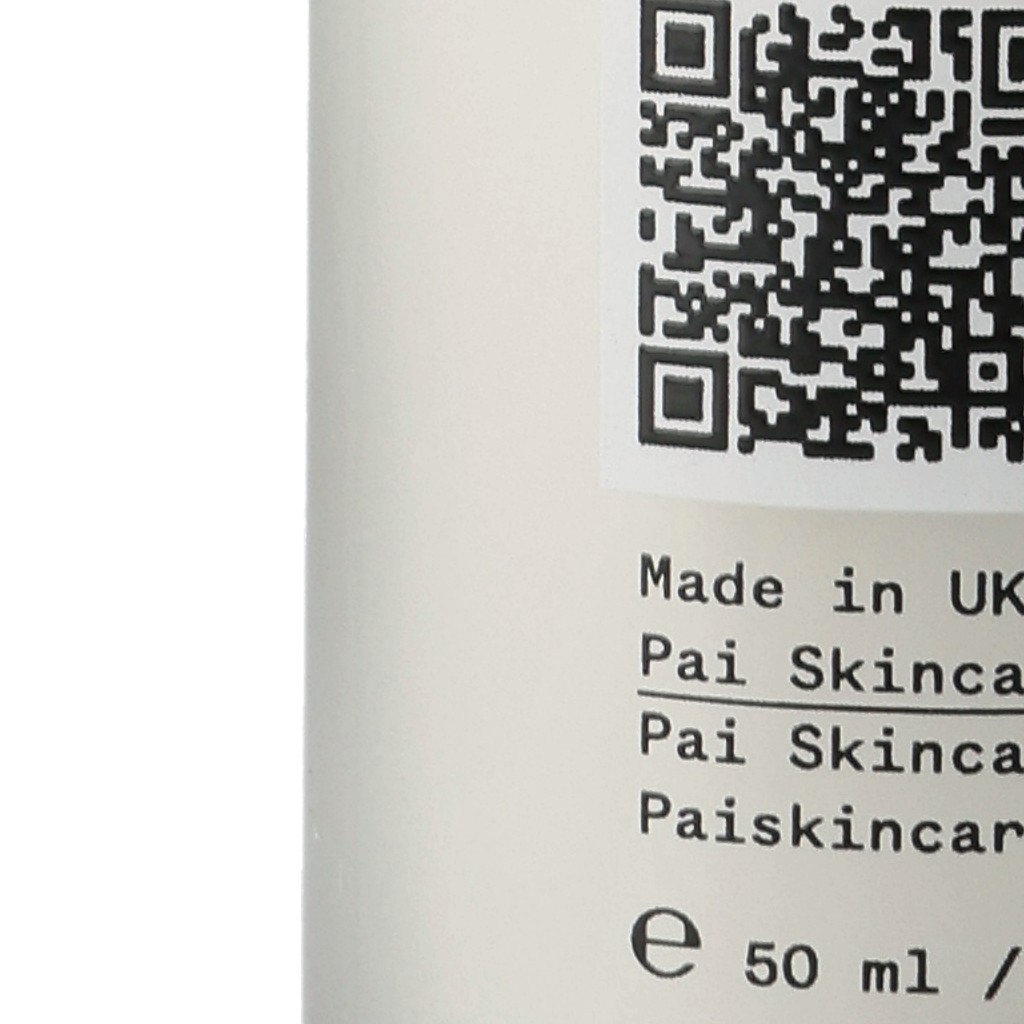 Made in UK
Pai Skinca
Pai Skinca
Paiskincar
℮ 50 ml /